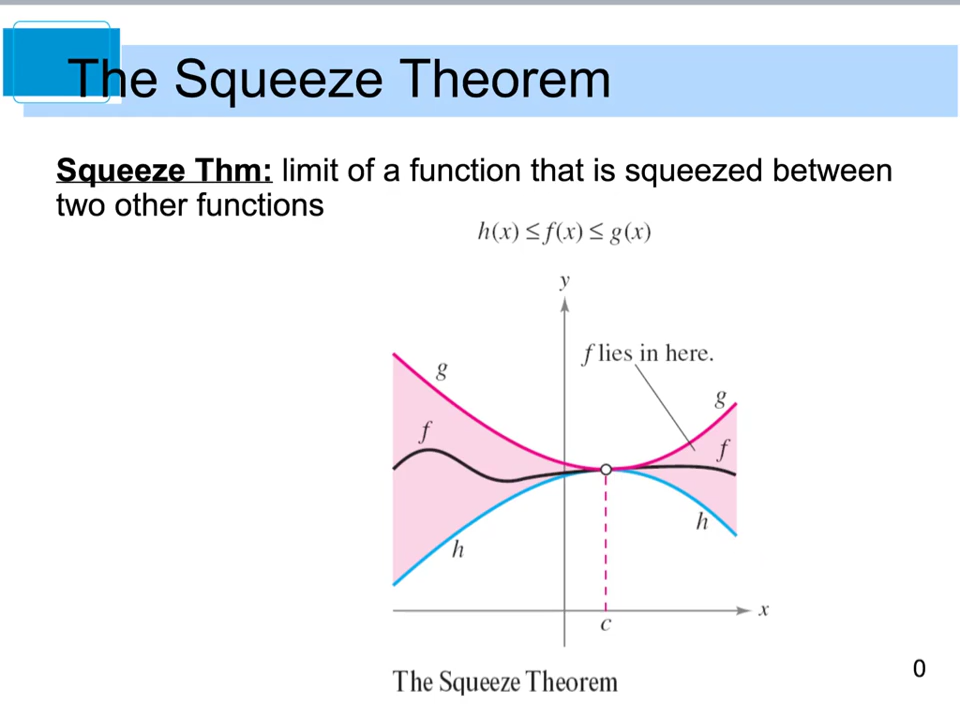 The Squeeze Theorem
Squeeze Thm: limit of a function that is squeezed between
two other functions
h(x) ≤ f(x) ≤ g(x)
y
f lies in here.
g
g
f
f
h
h
x
c
0
The Squeeze Theorem